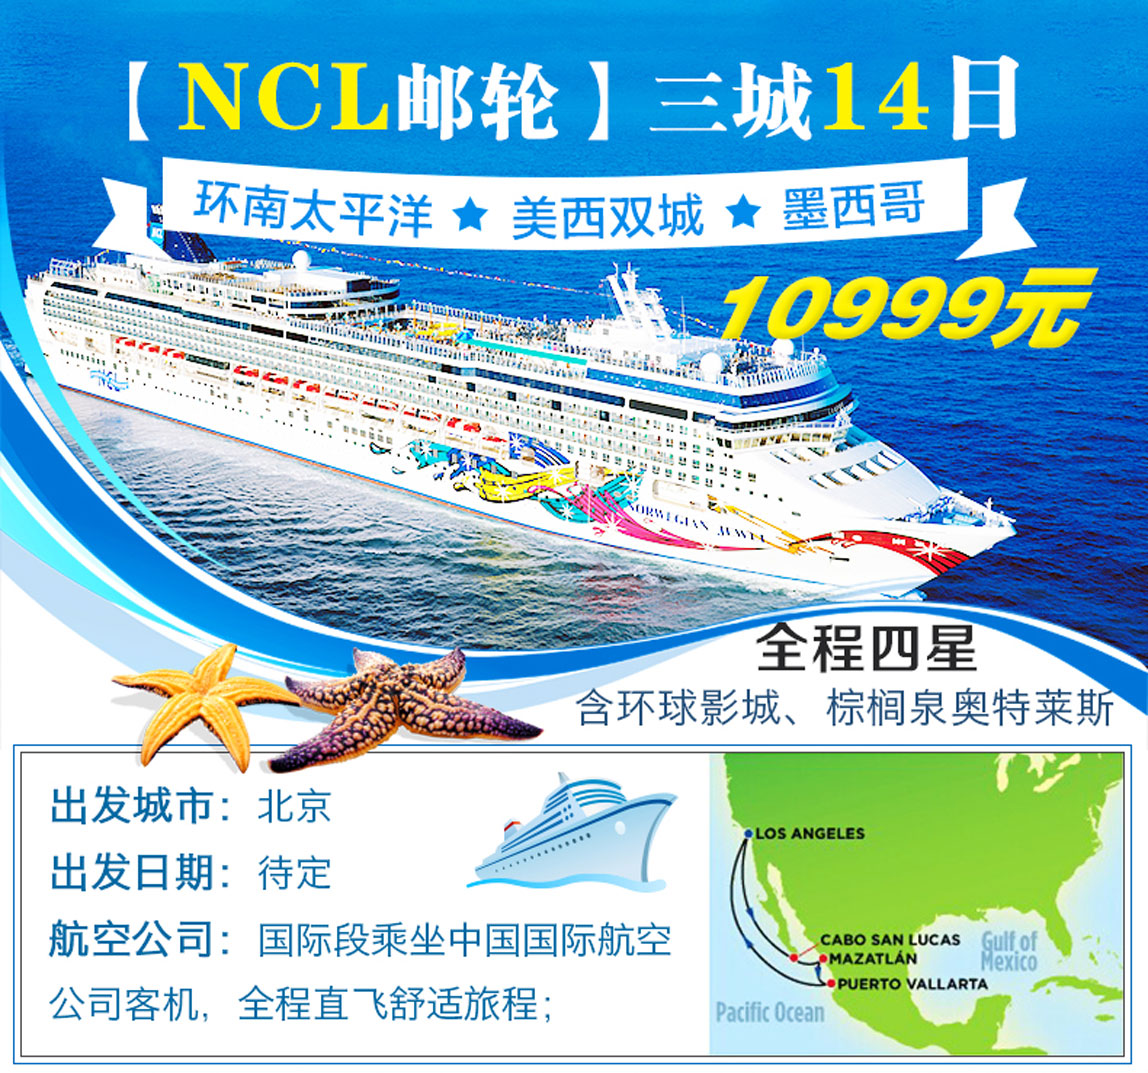 【NCL邮轮】三城14日
环南太平洋★美西双城★墨西哥
10999元
NORWEGIAN JEWEL
全程四星
含环球影城、棕榈泉奥特莱斯
出发城市：北京
出发日期：待定
航空公司：国际段乘坐中国国际航空
公司客机，全程直飞舒适旅程；
LOS ANGELES
CABO SAN LUCAS
MAZATLÁN
PUERTO VALLARTA
Gulf of
Mexico
Pacific Ocean